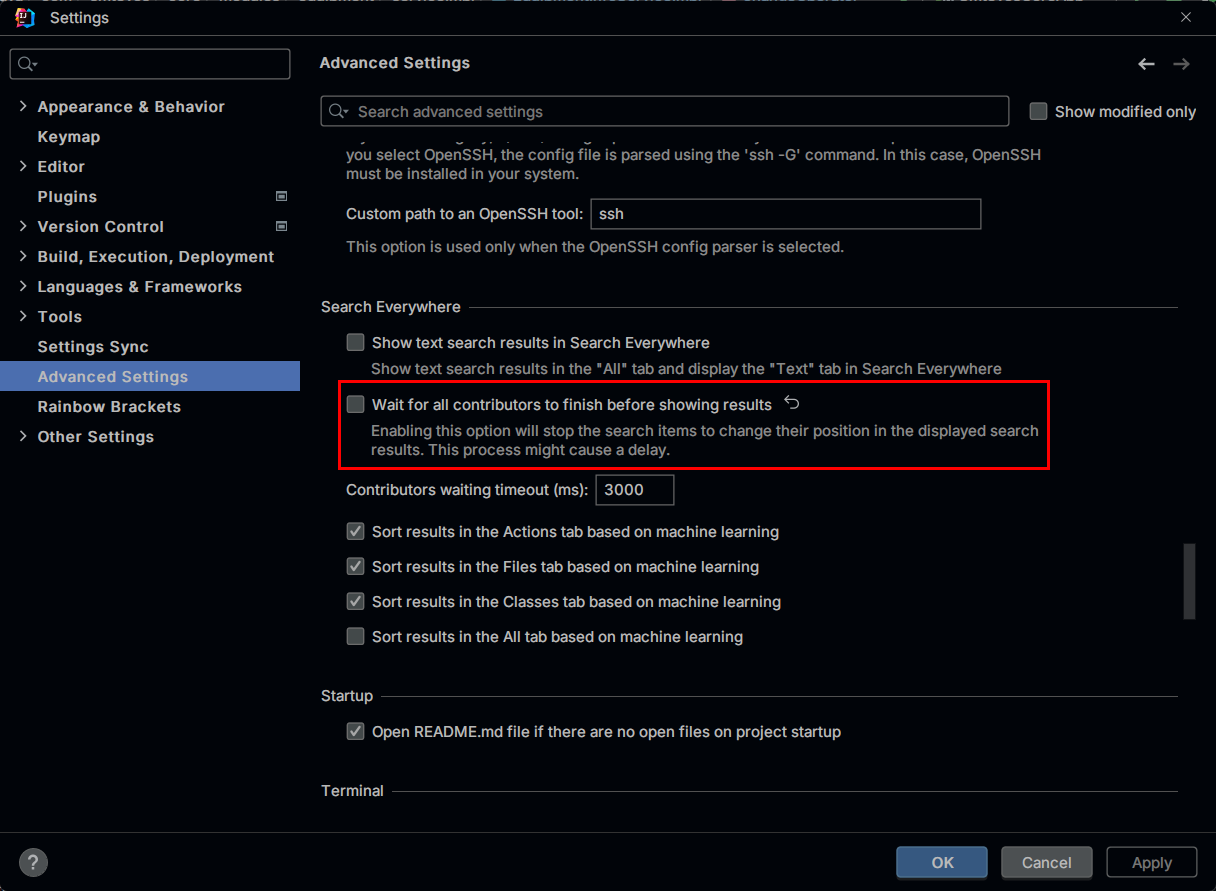 Settings
Advanced Settings
Search advanced settings
Show modified only
Appearance & Behavior
Keymap
Editor
Plugins
Version Control
Build, Execution, Deployment
Languages & Frameworks
Tools
Settings Sync
Advanced Settings
Rainbow Brackets
Other Settings
you select OpenSSH, the config file is parsed using the 'ssh -G' command. In this case, OpenSSH
must be installed in your system.
Custom path to an OpenSSH tool: ssh
This option is used only when the OpenSSH config parser is selected.
Search Everywhere
Show text search results in Search Everywhere
Show text search results in the "All" tab and display the "Text" tab in Search Everywhere
Wait for all contributors to finish before showing results
Enabling this option will stop the search items to change their position in the displayed search
results. This process might cause a delay.
Contributors waiting timeout (ms): 3000
Sort results in the Actions tab based on machine learning
Sort results in the Files tab based on machine learning
Sort results in the Classes tab based on machine learning
Sort results in the All tab based on machine learning
Startup
Open README.md file if there are no open files on project startup
Terminal
?
OK
Cancel
Apply